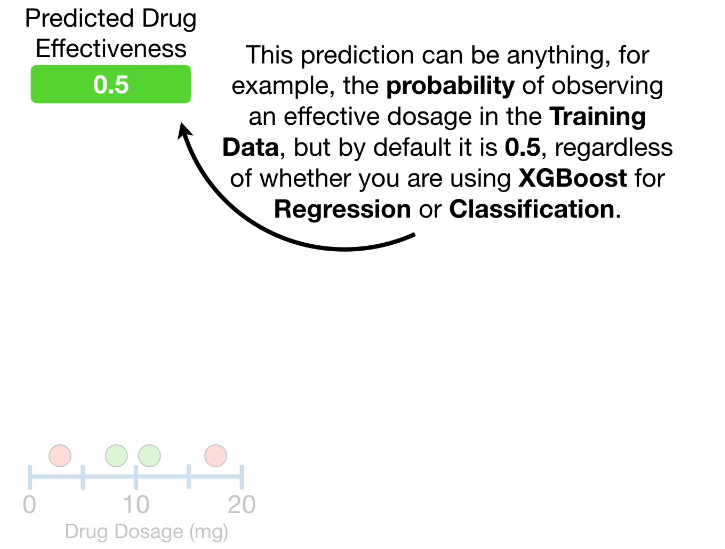 Predicted Drug
Effectiveness
0.5
This prediction can be anything, for
example, the probability of observing
an effective dosage in the Training
Data, but by default it is 0.5, regardless
of whether you are using XGBoost for
Regression or Classification.
0 10 20
Drug Dosage (mg)